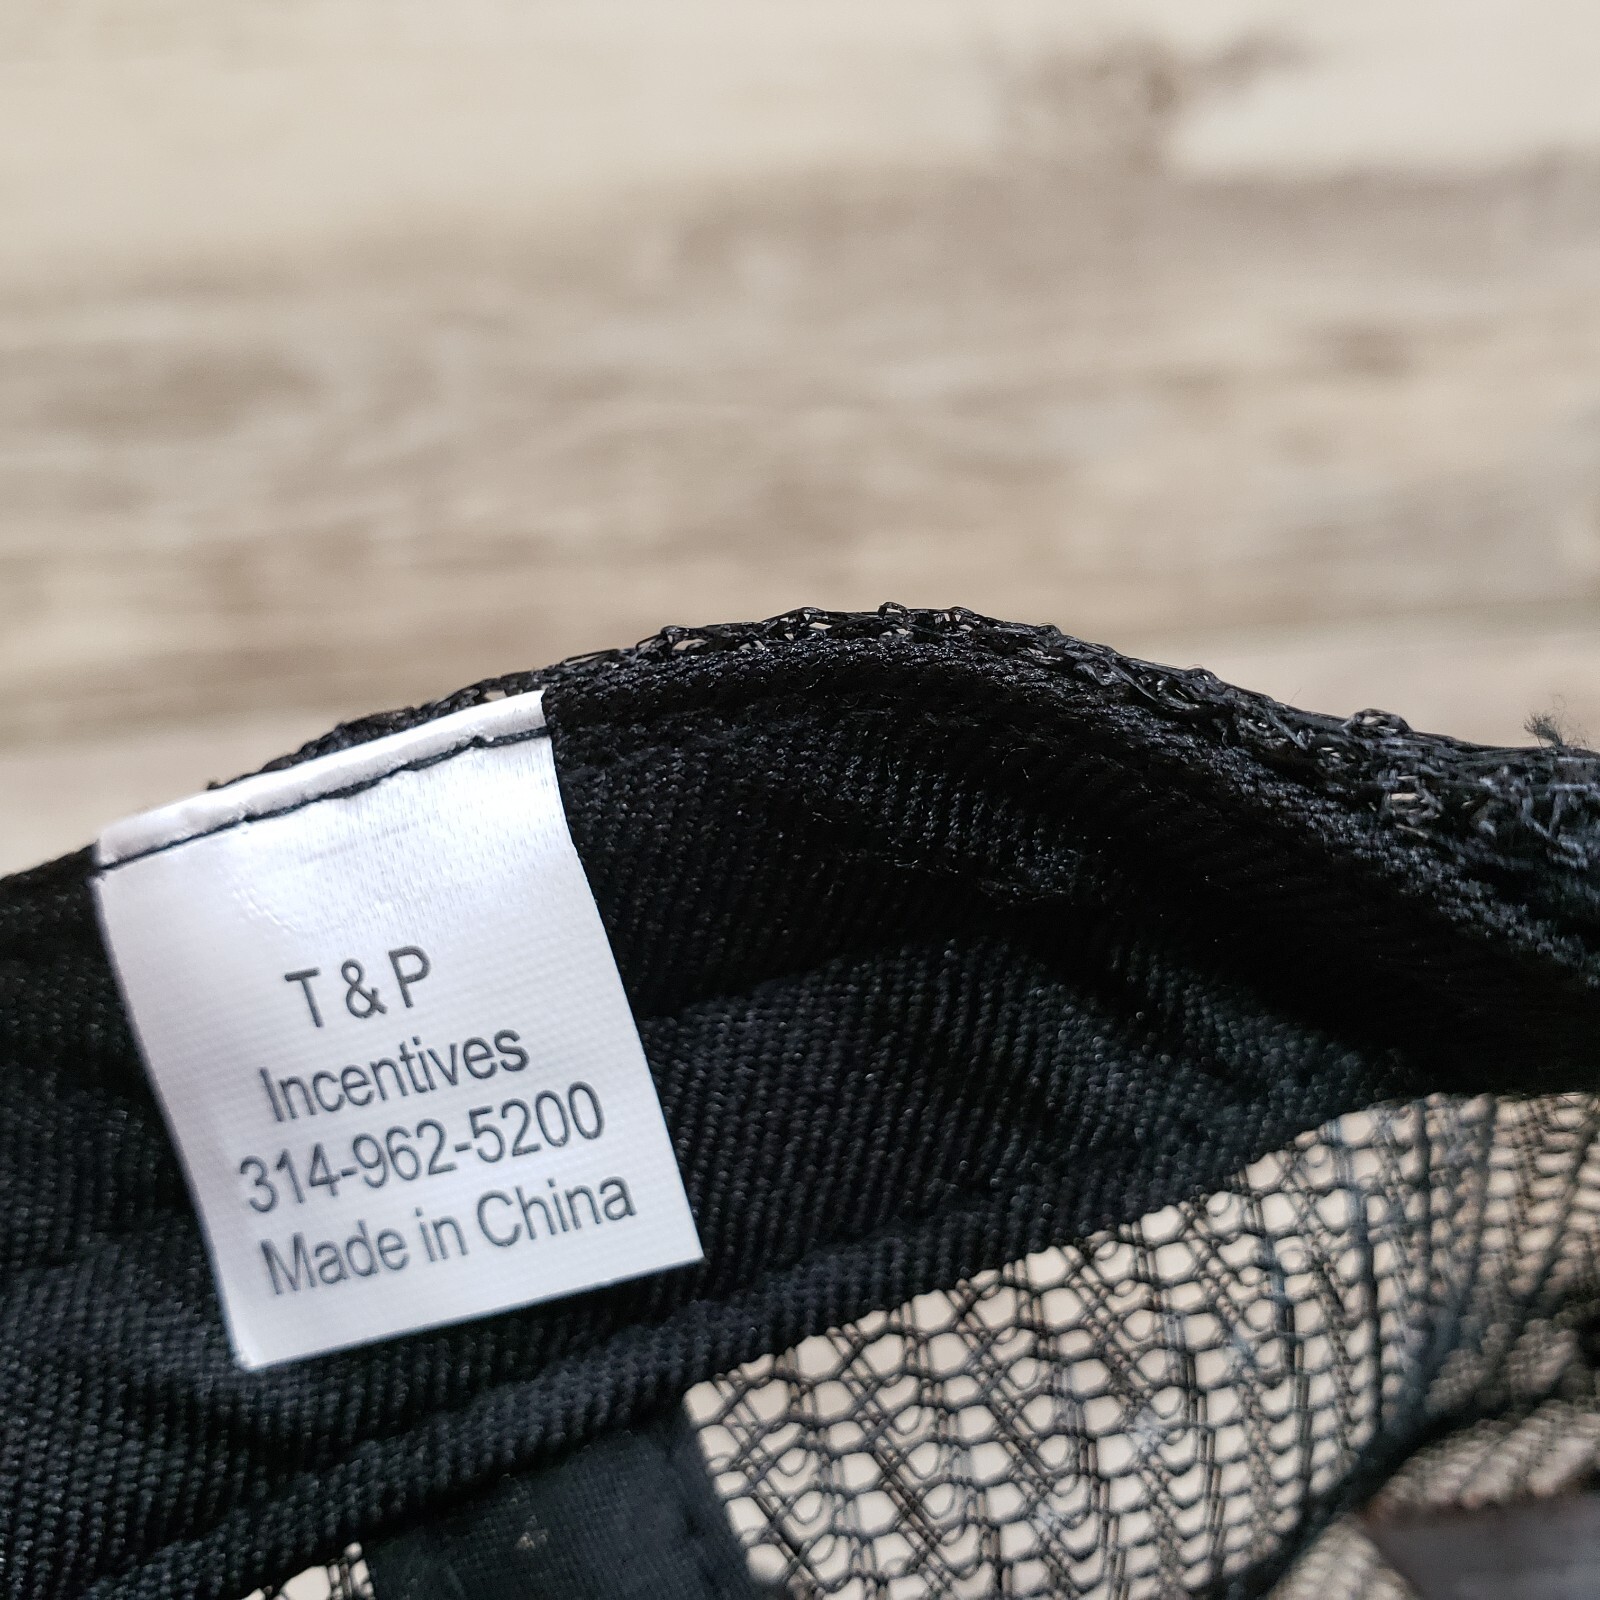 T & P
Incentives
314-962-5200
Made in China